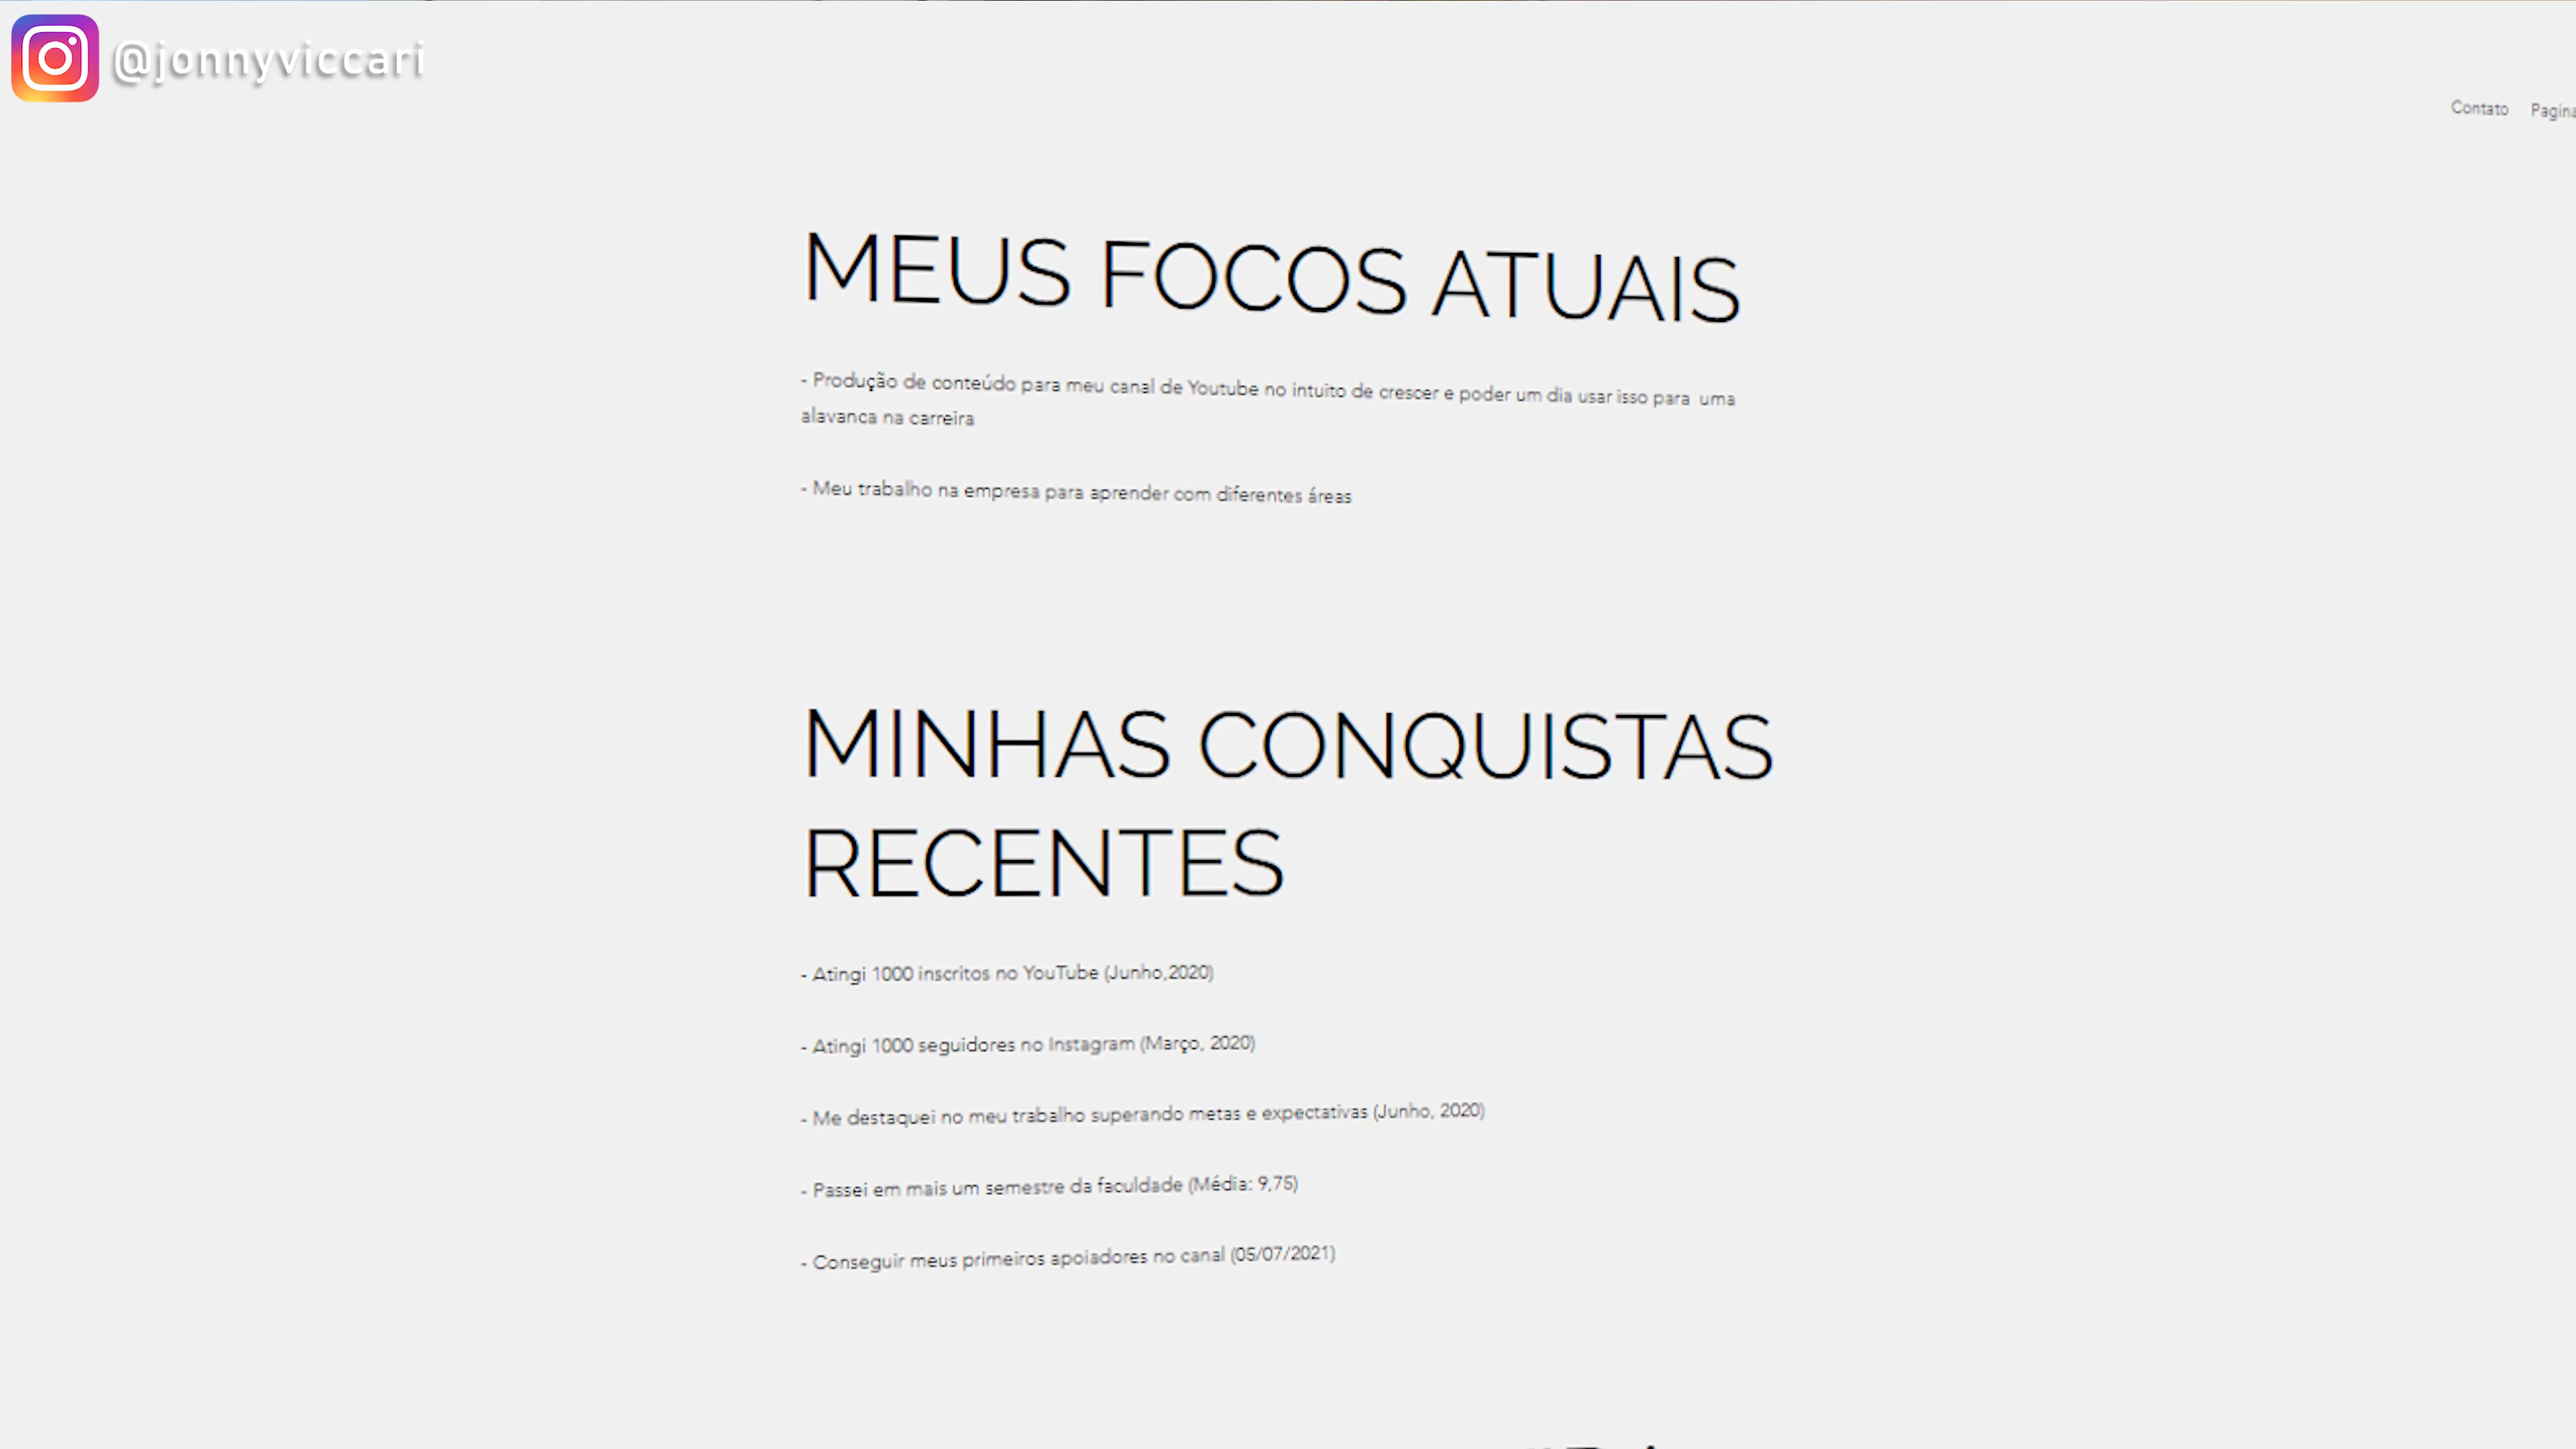 @jonnyviccari
Contato
MEUS FOCOS ATUAIS
- Produção de conteúdo para meu canal de Youtube no intuito de crescer e poder um dia usar isso para uma
alavanca na carreira
- Meu trabalho na empresa para aprender com diferentes áreas
MINHAS CONQUISTAS
RECENTES
- Atingi 1000 inscritos no YouTube (Junho,2020)
- Atingi 1000 seguidores no Instagram (Março, 2020)
- Me destaquei no meu trabalho superando metas e expectativas (Junho, 2020)
- Passei em mais um semestre da faculdade (Média: 9,75)
- Conseguir meus primeiros apoiadores no canal (05/07/2021)